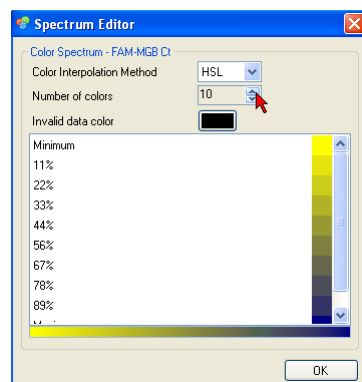 Spectrum Editor
Color Spectrum - FAM-MGB Ct
Color Interpolation Method HSL
Number of colors 10
Invalid data color
Minimum
11%
22%
33%
44%
56%
67%
78%
89%
OK